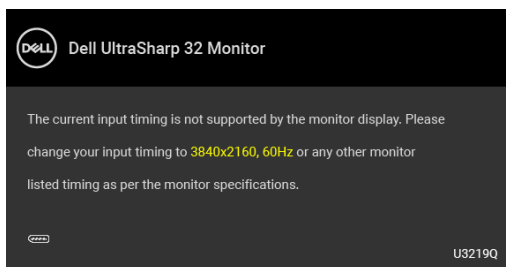 DELL
Dell UltraSharp 32 Monitor
The current input timing is not supported by the monitor display. Please
change your input timing to 3840x2160, 60Hz or any other monitor
listed timing as per the monitor specifications.
U3219Q